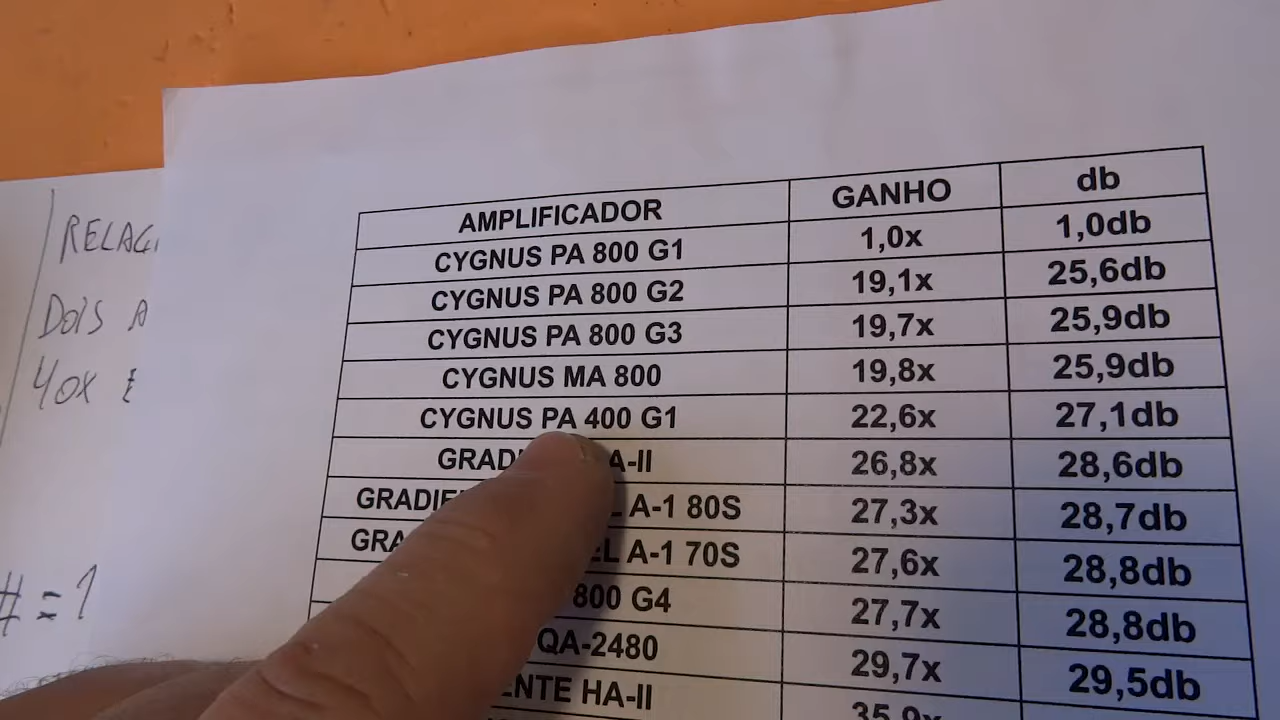 RELAÇ
DOIS A
40X E
# = 1
AMPLIFICADOR GANHO db
CYGNUS PA 800 G1 1,0x 1,0db
CYGNUS PA 800 G2 19,1x 25,6db
CYGNUS PA 800 G3 19,7x 25,9db
CYGNUS MA 800 19,8x 25,9db
CYGNUS PA 400 G1 22,6x 27,1db
GRADI A-II 26,8x 28,6db
GRADIE L A-1 80S 27,3x 28,7db
GRA EL A-1 70S 27,6x 28,8db
800 G4 27,7x 28,8db
QA-2480 29,7x 29,5db
ENTE HA-II 35,9x